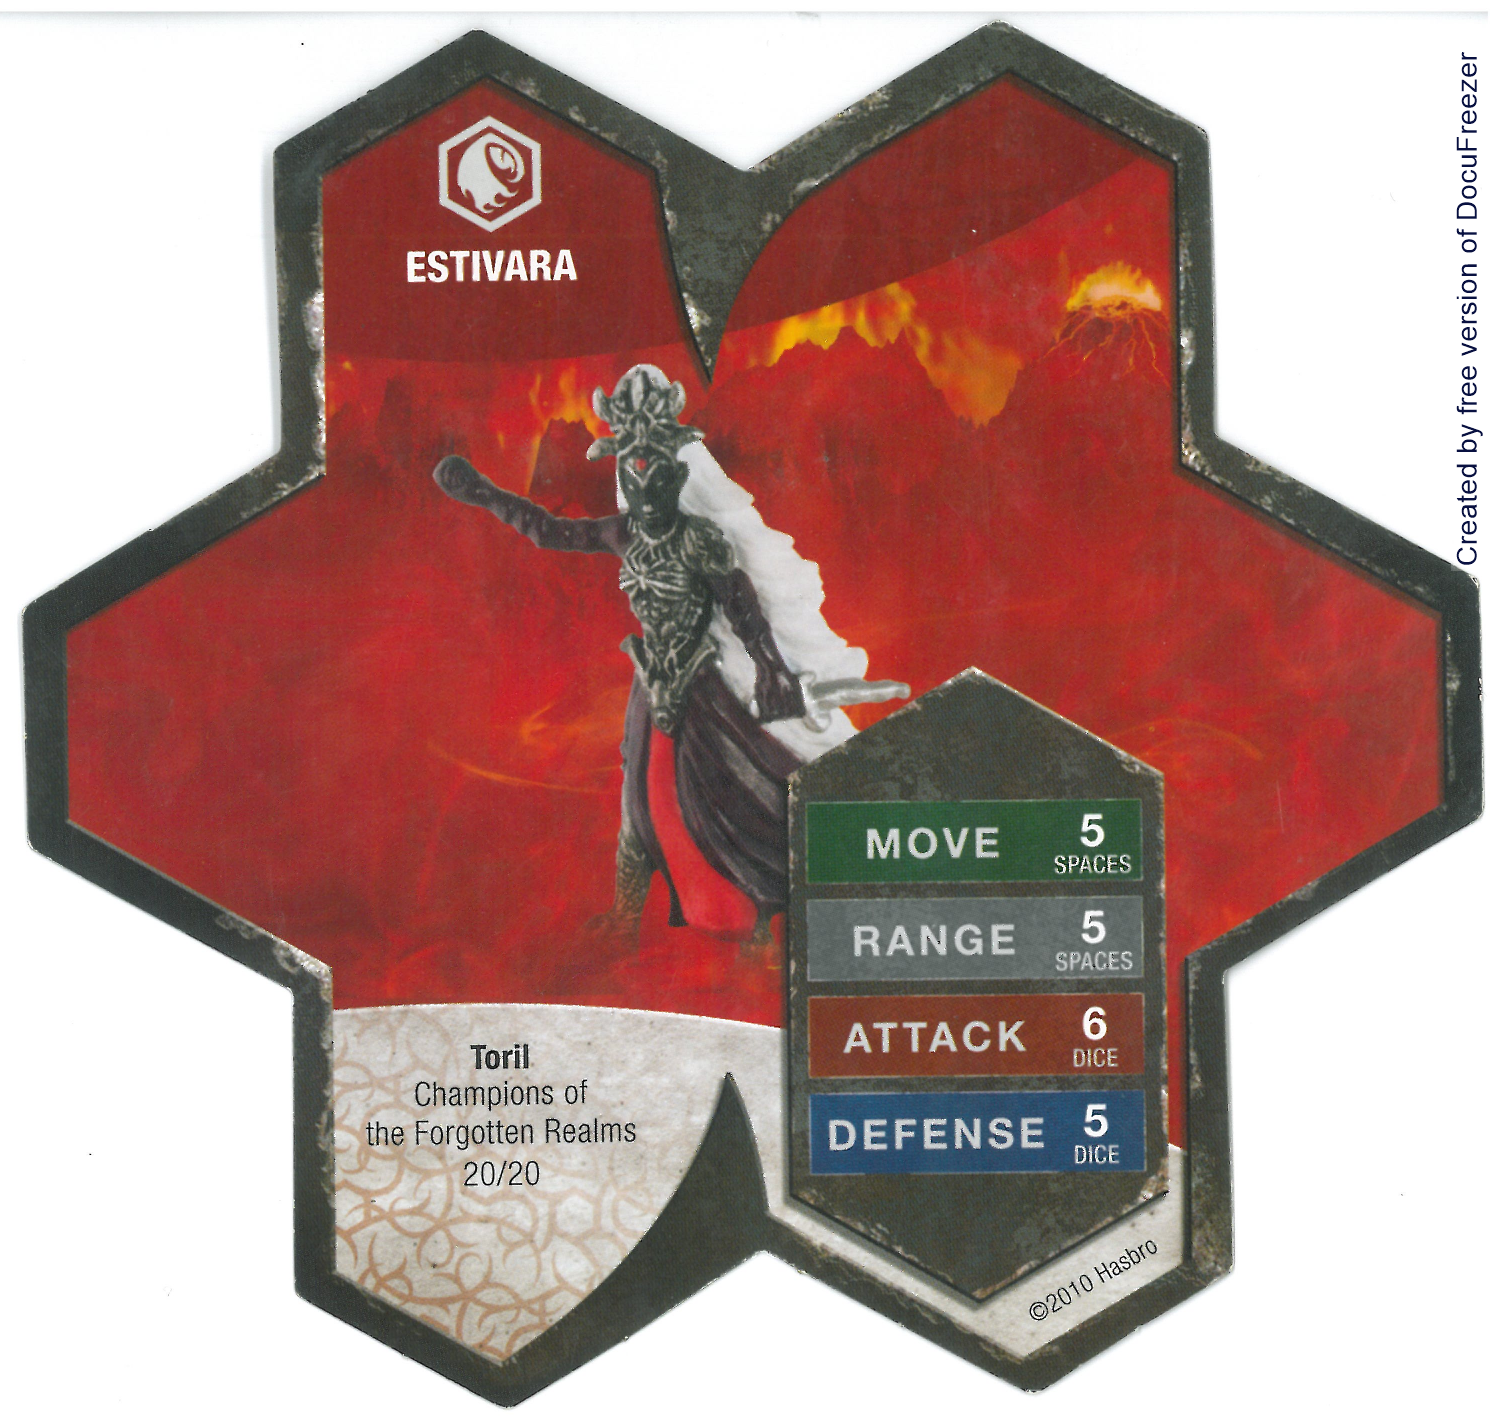 ESTIVARA
MOVE 5
SPACES
RANGE 5
SPACES
ATTACK 6
DICE
DEFENSE 5
DICE
Toril
Champions of
the Forgotten Realms
20/20
©2010 Hasbro
Created by free version of DocuFreezer